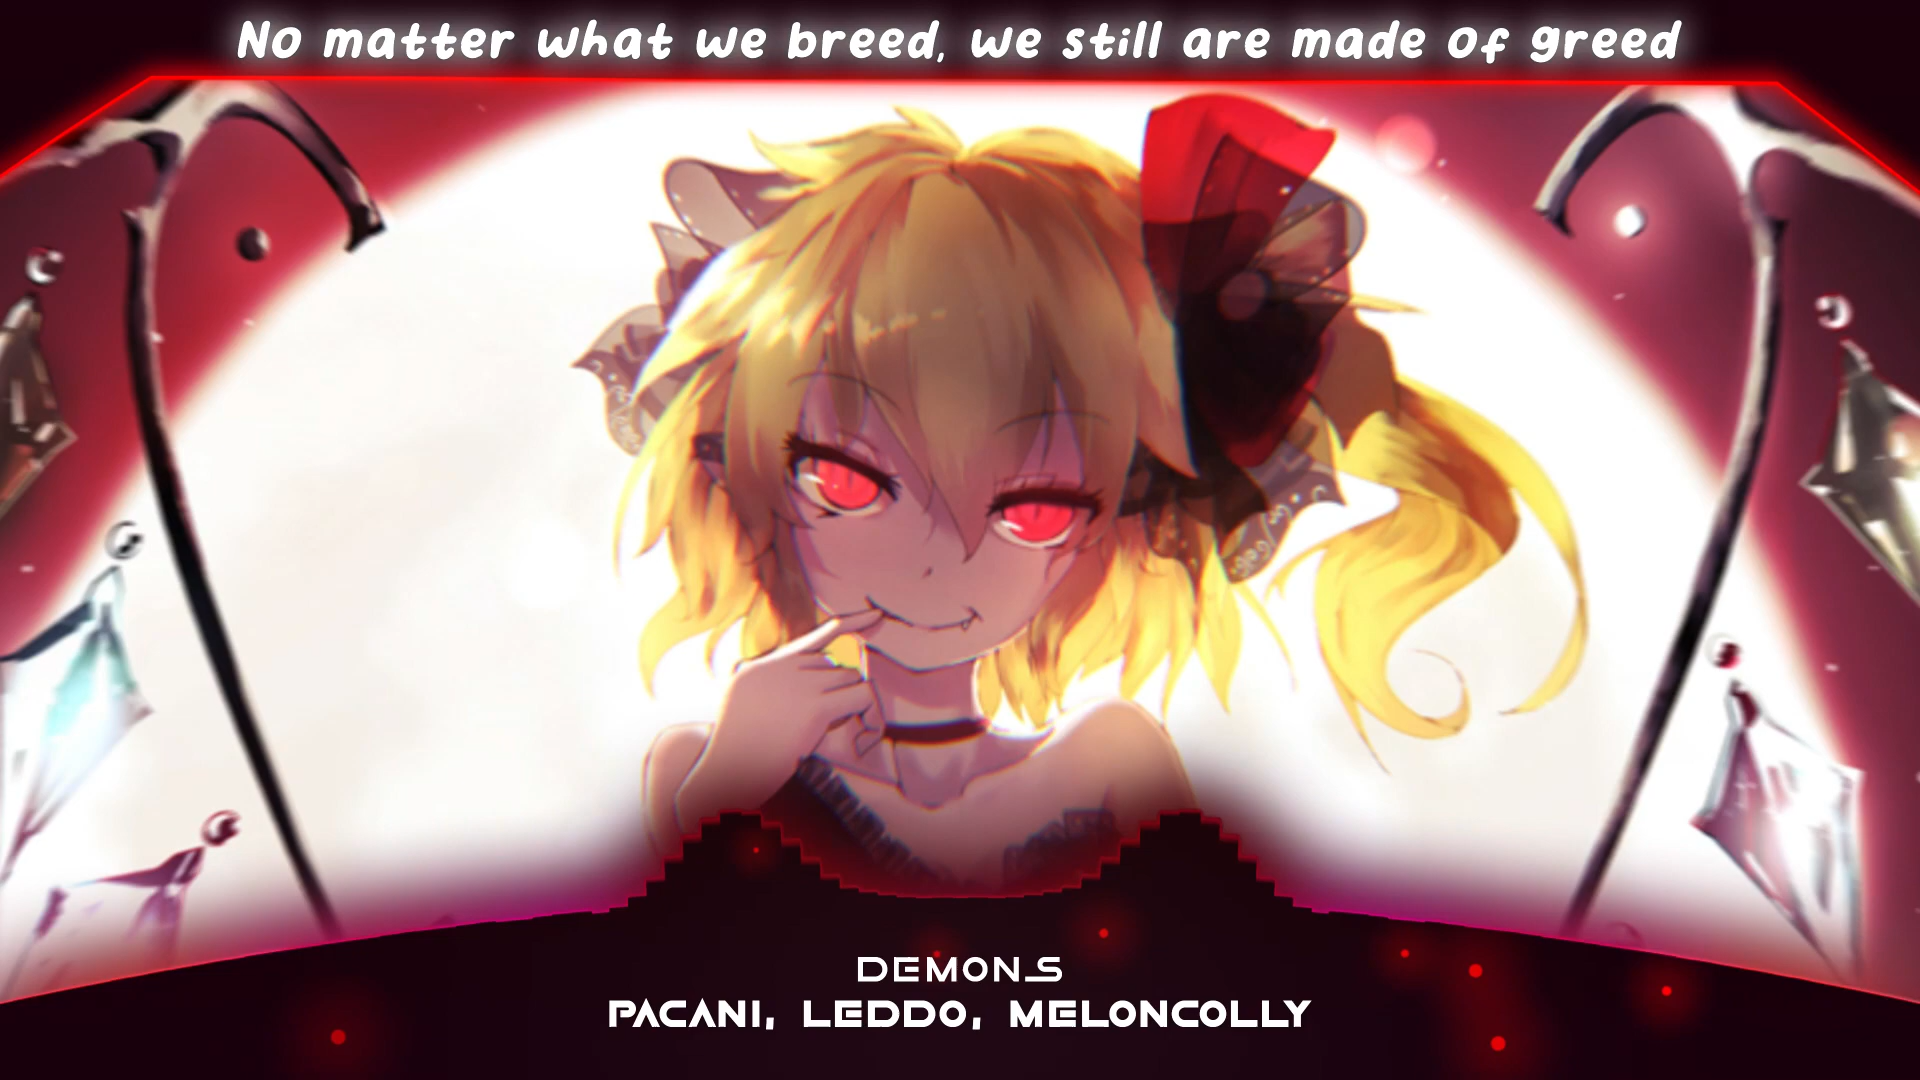 No matter what we breed, we still are made of greed
DEMONS
PACANI, LEDDO, MELONCOLLY